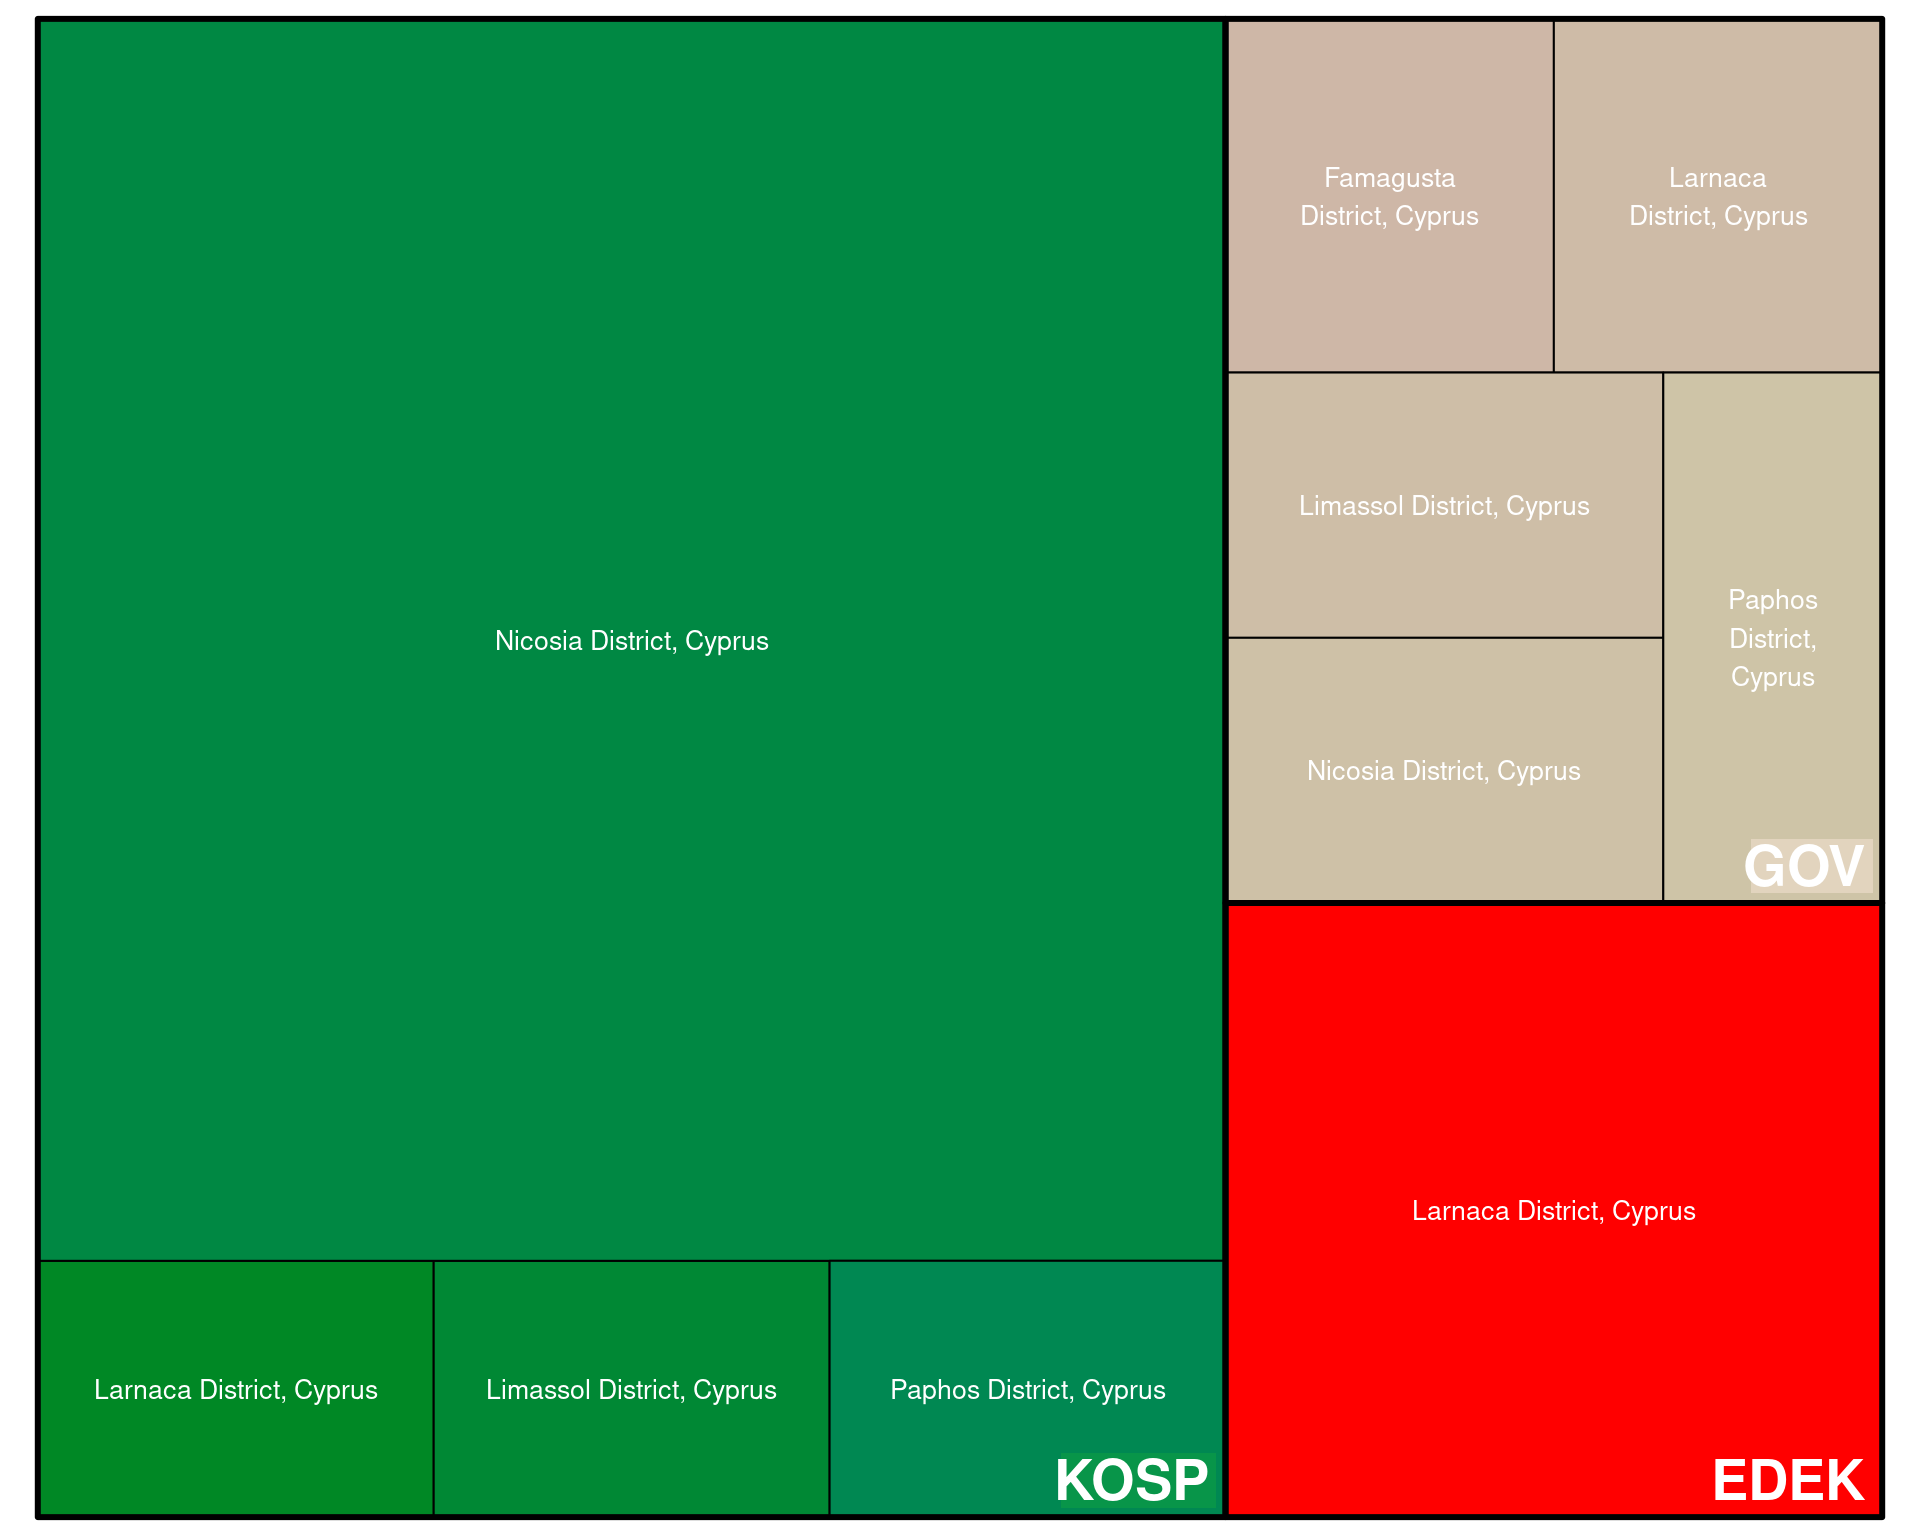 Nicosia District, Cyprus
Larnaca District, Cyprus
Limassol District, Cyprus
Paphos District, Cyprus
KOSP
Famagusta
District, Cyprus
Larnaca
District, Cyprus
Limassol District, Cyprus
Nicosia District, Cyprus
Paphos
District,
Cyprus
GOV
Larnaca District, Cyprus
EDEK